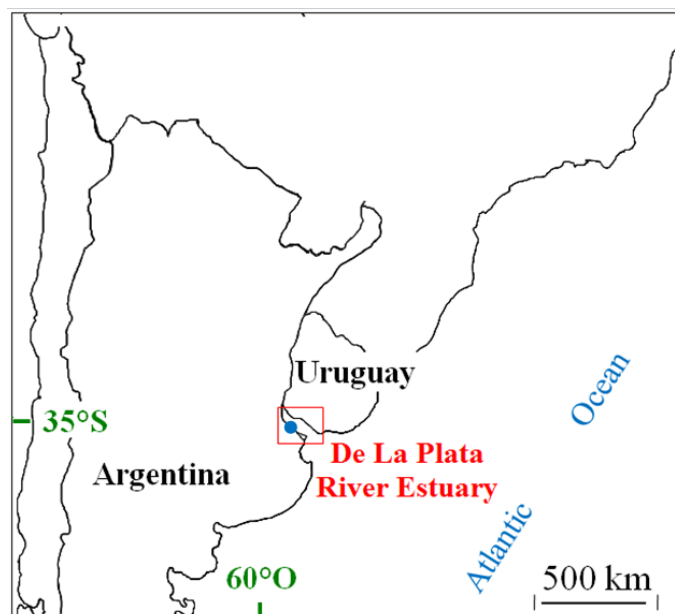 Uruguay
Ocean
35°S
De La Plata
River Estuary
Argentina
Atlantic
60°O
500 km